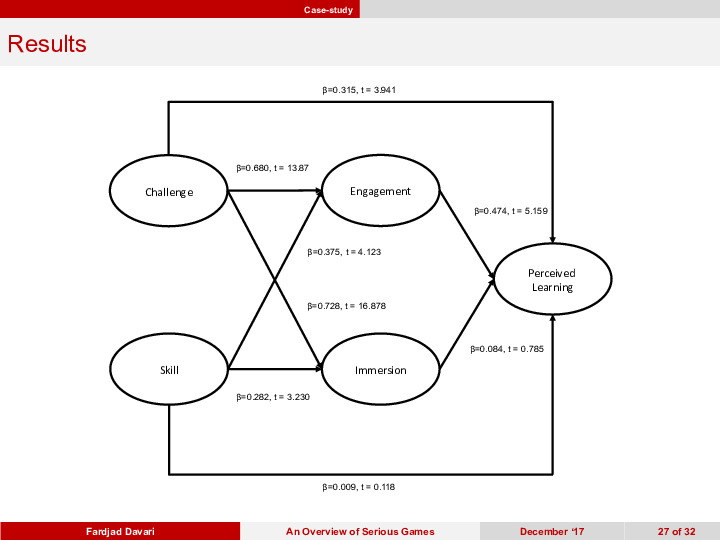 Case-study
Results
β=0.315, t = 3.941
β=0.680, t = 13.87
Challenge
Engagement
β=0.474, t = 5.159
β=0.375, t = 4.123
Perceived
Learning
β=0.728, t = 16.878
β=0.084, t = 0.785
Skill
Immersion
β=0.282, t = 3.230
β=0.009, t = 0.118
Fardjad Davari
An Overview of Serious Games
December ‘17
27 of 32